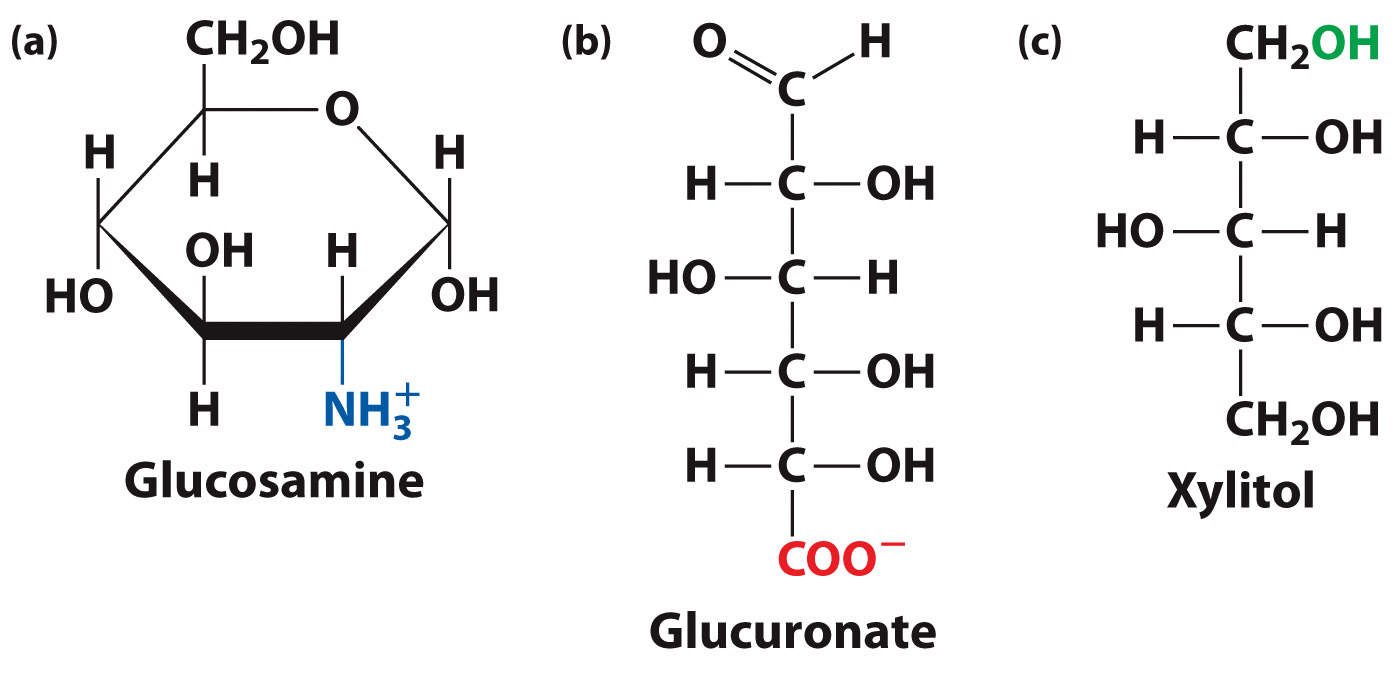 (a)
CH₂OH
O
H
H
H
OH
H
HO
OH
H
NH₃⁺
Glucosamine
(b)
O H
C
H C OH
HO C H
H C OH
H C OH
COO⁻
Glucuronate
(c)
CH₂OH
H C OH
HO C H
H C OH
CH₂OH
Xylitol